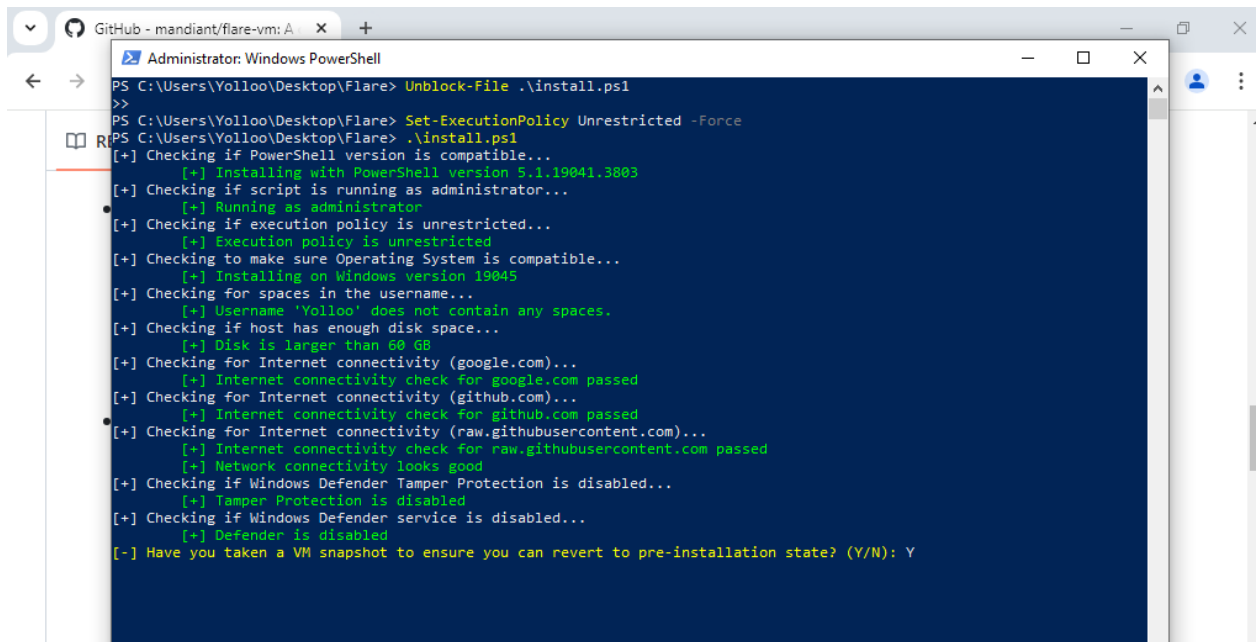 GitHub - mandiant/flare-vm: A
Administrator: Windows PowerShell
PS C:\Users\Yolloo\Desktop\Flare> Unblock-File .\install.ps1
>>
PS C:\Users\Yolloo\Desktop\Flare> Set-ExecutionPolicy Unrestricted -Force
PS C:\Users\Yolloo\Desktop\Flare> .\install.ps1
[+] Checking if PowerShell version is compatible...
[+] Installing with PowerShell version 5.1.19041.3803
[+] Checking if script is running as administrator...
[+] Running as administrator
[+] Checking if execution policy is unrestricted...
[+] Execution policy is unrestricted
[+] Checking to make sure Operating System is compatible...
[+] Installing on Windows version 19045
[+] Checking for spaces in the username...
[+] Username 'Yolloo' does not contain any spaces.
[+] Checking if host has enough disk space...
[+] Disk is larger than 60 GB
[+] Checking for Internet connectivity (google.com)...
[+] Internet connectivity check for google.com passed
[+] Checking for Internet connectivity (github.com)...
[+] Internet connectivity check for github.com passed
[+] Checking for Internet connectivity (raw.githubusercontent.com)...
[+] Internet connectivity check for raw.githubusercontent.com passed
[+] Network connectivity looks good
[+] Checking if Windows Defender Tamper Protection is disabled...
[+] Tamper Protection is disabled
[+] Checking if Windows Defender service is disabled...
[+] Defender is disabled
[-] Have you taken a VM snapshot to ensure you can revert to pre-installation state? (Y/N): Y